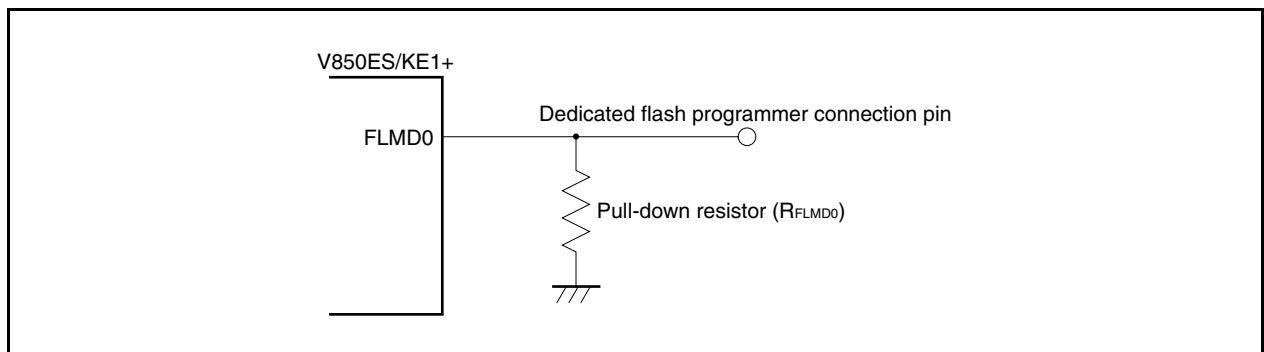 V850ES/KE1+
Dedicated flash programmer connection pin
FLMD0
Pull-down resistor (RFLMD0)